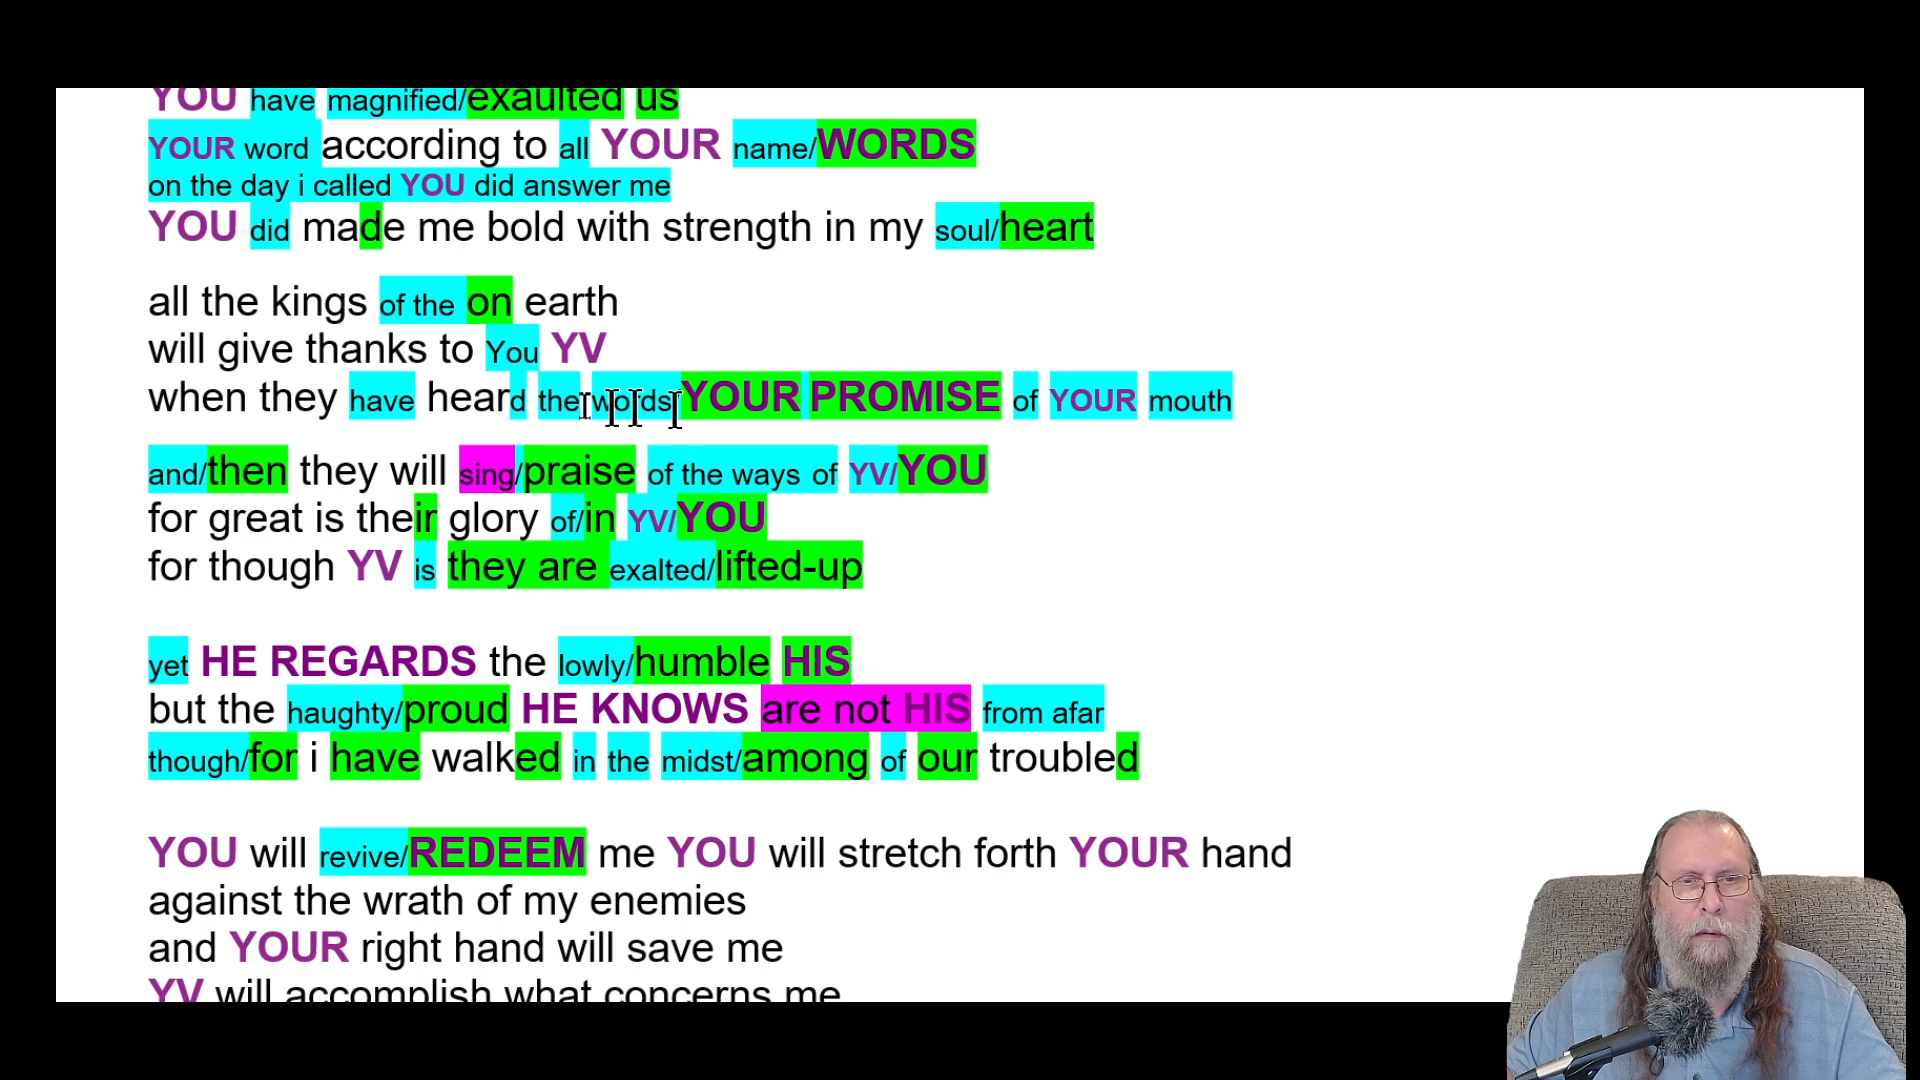 YOU have magnified/exaulted us
YOUR word according to all YOUR name/WORDS
on the day i called YOU did answer me
YOU did made me bold with strength in my soul/heart
all the kings of the on earth
will give thanks to You YV
when they have heard the words/YOUR PROMISE of YOUR mouth
and/then they will sing/praise of the ways of YV/YOU
for great is their glory of/in YV/YOU
for though YV is they are exalted/lifted-up
yet HE REGARDS the lowly/humble HIS
but the haughty/proud HE KNOWS are not HIS from afar
though/for i have walked in the midst/among of our troubled
YOU will revive/REDEEM me YOU will stretch forth YOUR hand
against the wrath of my enemies
and YOUR right hand will save me
YV will accomplish what concerns me